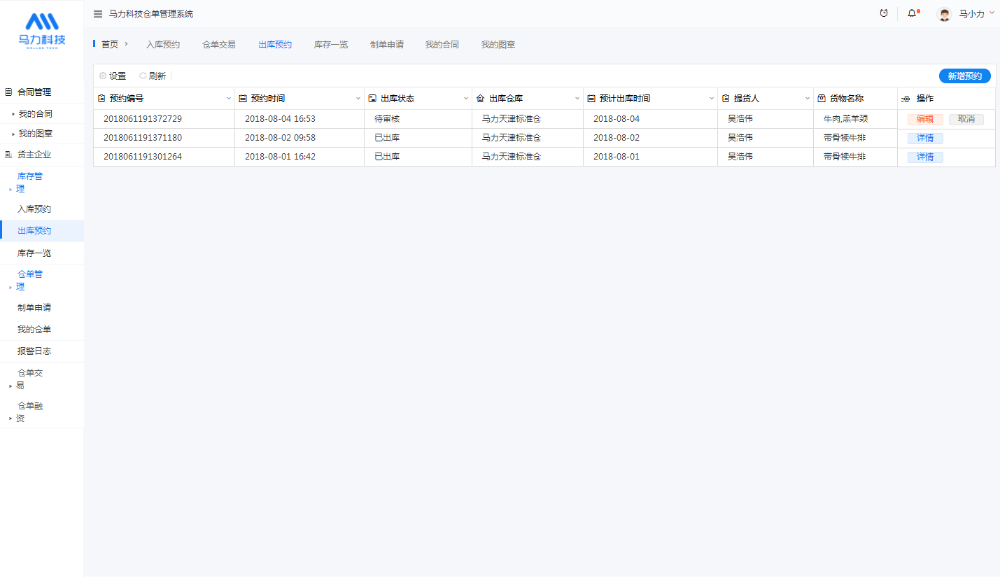 马力科技
MALLEE TECH
马力科技仓单管理系统
马小力
首页
入库预约
仓单交易
出库预约
库存一览
制单申请
我的合同
我的图章
合同管理
我的合同
我的图章
货主企业
库存管
理
入库预约
出库预约
库存一览
仓单管
理
制单申请
我的仓单
报警日志
仓单交
易
仓单融
资
设置 刷新 新增预约
预约编号 预约时间 出库状态 出库仓库 预计出库时间 提货人 货物名称 操作
2018061191372729 2018-08-04 16:53 待审核 马力天津标准仓 2018-08-04 吴浩伟 牛肉,羔羊颈 编辑 取消
2018061191371180 2018-08-02 09:58 已出库 马力天津标准仓 2018-08-02 吴浩伟 带骨犊牛排 详情
2018061191301264 2018-08-01 16:42 已出库 马力天津标准仓 2018-08-01 吴浩伟 带骨犊牛排 详情